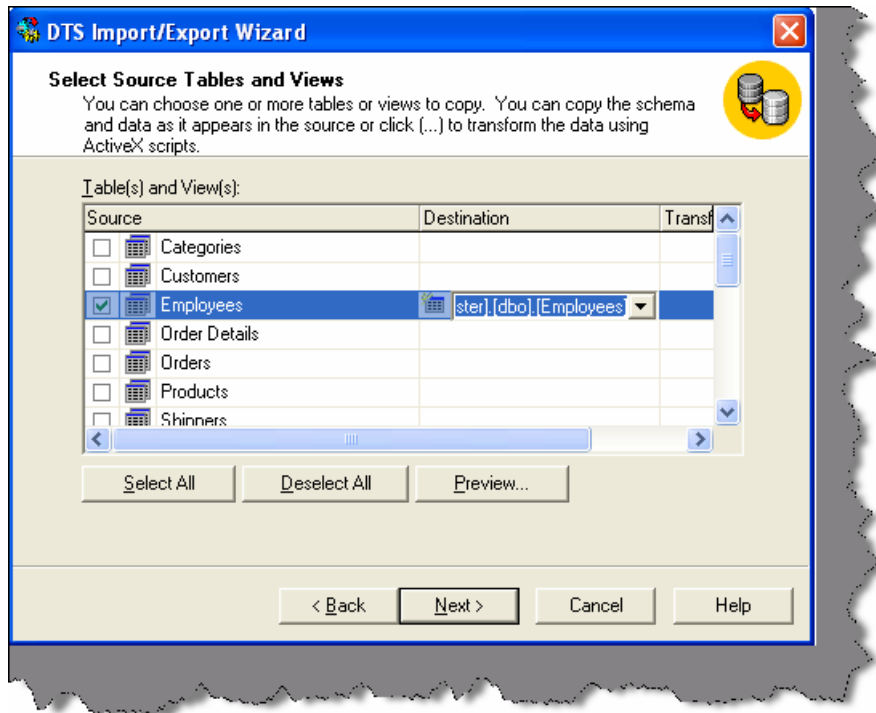 DTS Import/Export Wizard
Select Source Tables and Views
You can choose one or more tables or views to copy. You can copy the schema
and data as it appears in the source or click (...) to transform the data using
ActiveX scripts.
Table(s) and View(s):
Source Destination Transf
Categories
Customers
Employees ster].[dbo].[Employees]
Order Details
Orders
Products
Shippers
Select All Deselect All Preview...
< Back Next > Cancel Help